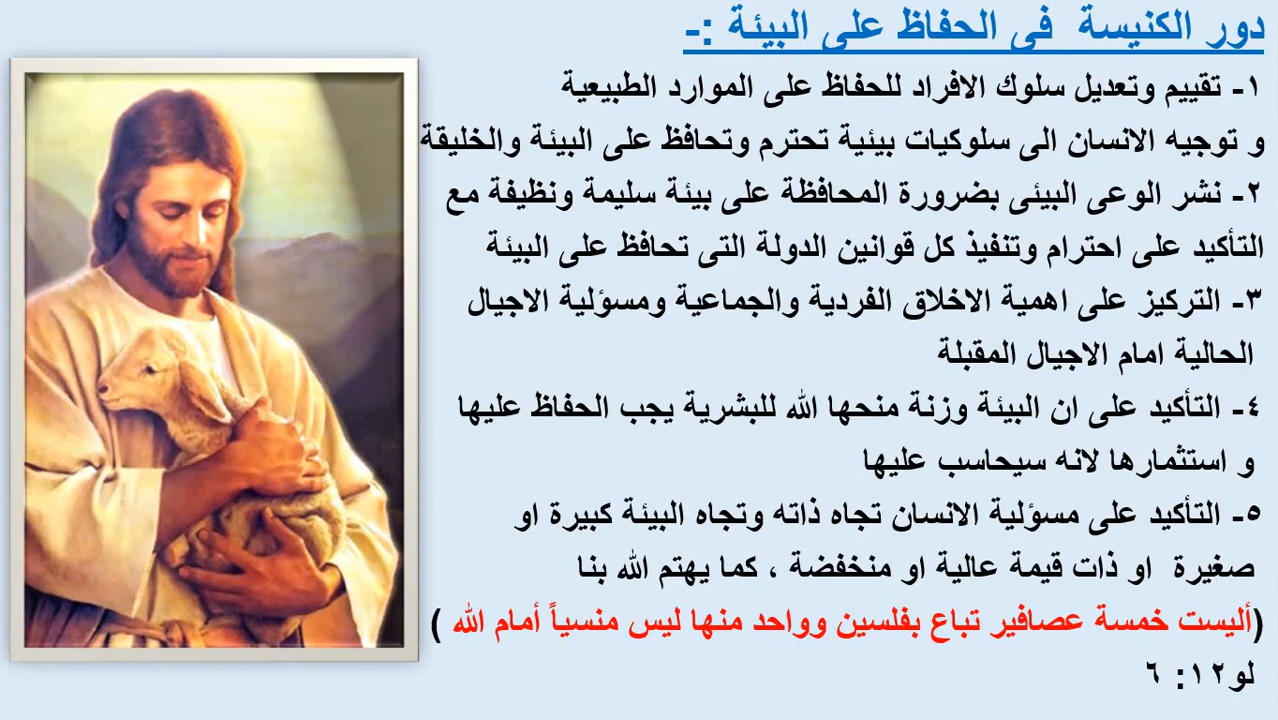 دور الكنيسة فى الحفاظ على البيئة :-
١- تقييم وتعديل سلوك الافراد للحفاظ على الموارد الطبيعية
و توجيه الانسان الى سلوكيات بيئية تحترم وتحافظ على البيئة والخليقة
٢- نشر الوعى البيئى بضرورة المحافظة على بيئة سليمة ونظيفة مع
التأكيد على احترام وتنفيذ كل قوانين الدولة التى تحافظ على البيئة
٣- التركيز على اهمية الاخلاق الفردية والجماعية ومسؤلية الاجيال
الحالية امام الاجيال المقبلة
٤- التأكيد على ان البيئة وزنة منحها الله للبشرية يجب الحفاظ عليها
و استثمارها لانه سيحاسب عليها
٥- التأكيد على مسؤلية الانسان تجاه ذاته وتجاه البيئة كبيرة او
صغيرة او ذات قيمة عالية او منخفضة ، كما يهتم الله بنا
(أليست خمسة عصافير تباع بفلسين وواحد منها ليس منسياً أمام الله )
لو١٢: ٦